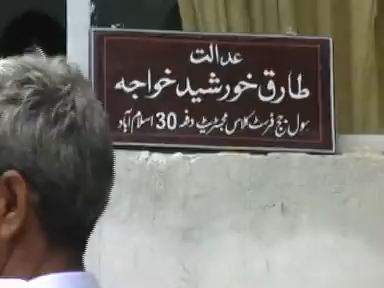 عدالت
طارق خورشید خواجہ
سول جج فرسٹ کلاس مجسٹریٹ دفعہ 30 اسلام آباد